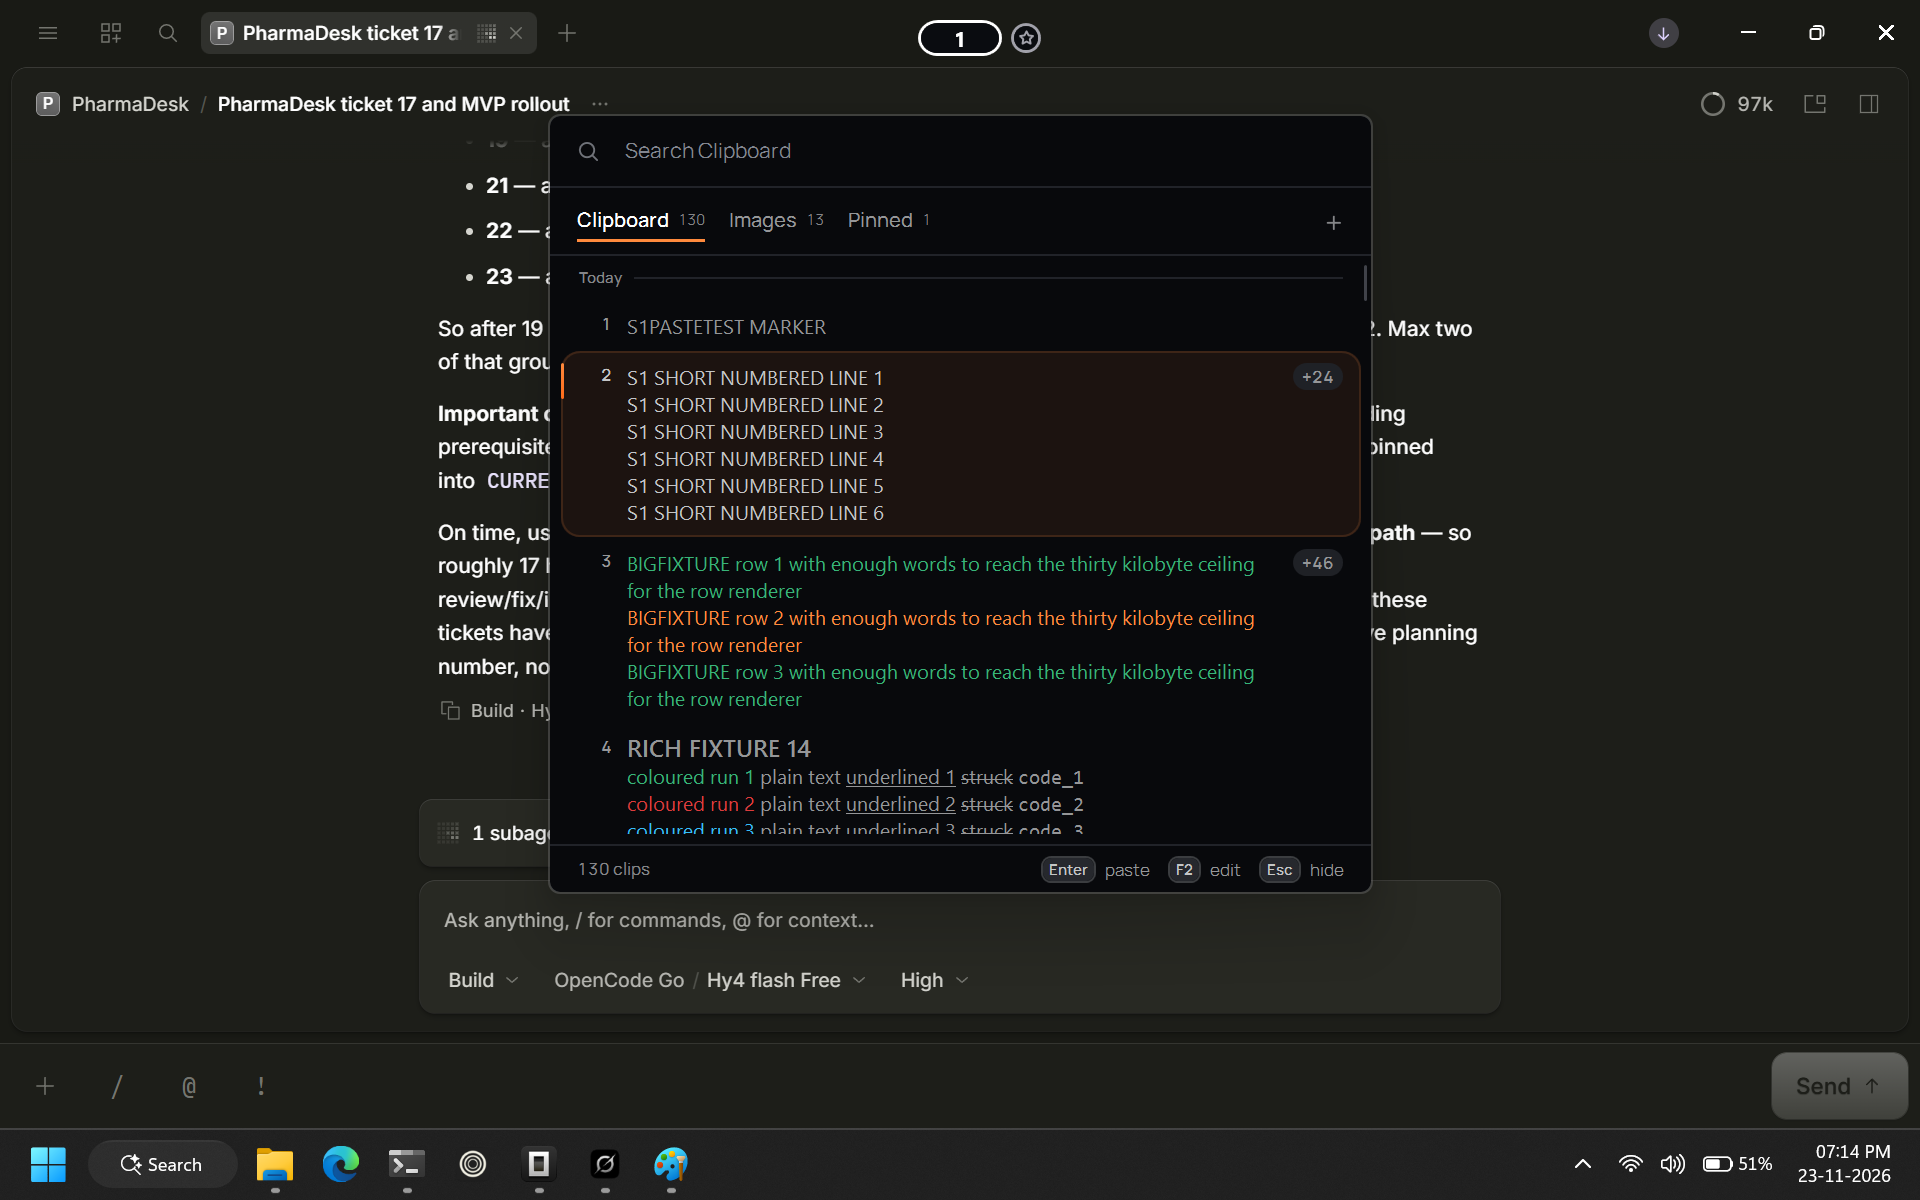 P PharmaDesk ticket 17 a
1
P PharmaDesk / PharmaDesk ticket 17 and MVP rollout ...
97k
21 —
22 —
23 —
So after 19
2. Max two
of that
Important
prerequisite
pinned
into CURRE
On time, us
path — so
roughly 17
review/fix/i
these
tickets have
planning
number, no
Build · Hy
1 subag
Search Clipboard
Clipboard 130 Images 13 Pinned 1
Today
1 S1PASTETEST MARKER
2 S1 SHORT NUMBERED LINE 1 +24
S1 SHORT NUMBERED LINE 2
S1 SHORT NUMBERED LINE 3
S1 SHORT NUMBERED LINE 4
S1 SHORT NUMBERED LINE 5
S1 SHORT NUMBERED LINE 6
3 BIGFIXTURE row 1 with enough words to reach the thirty kilobyte ceiling +46
for the row renderer
BIGFIXTURE row 2 with enough words to reach the thirty kilobyte ceiling
for the row renderer
BIGFIXTURE row 3 with enough words to reach the thirty kilobyte ceiling
for the row renderer
4 RICH FIXTURE 14
coloured run 1 plain text underlined 1 struck code_1
coloured run 2 plain text underlined 2 struck code_2
coloured run 3 plain text underlined 3 struck code_3
130 clips
Enter paste F2 edit Esc hide
Ask anything, / for commands, @ for context...
Build OpenCode Go / Hy4 flash Free High
+ / @ !
Send ↑
Search
51%
07:14 PM
23-11-2026